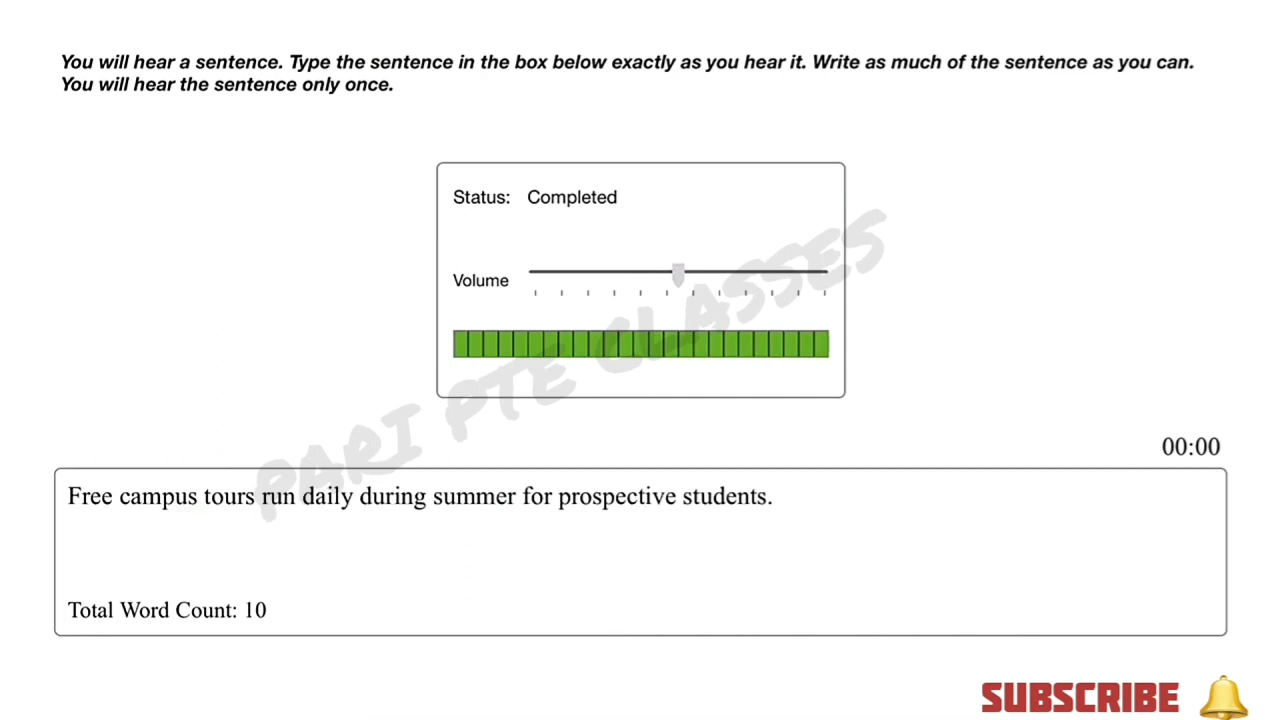 You will hear a sentence. Type the sentence in the box below exactly as you hear it. Write as much of the sentence as you can.
You will hear the sentence only once.
Status: Completed
Volume
PARI PTE CLASSES
00:00
Free campus tours run daily during summer for prospective students.
Total Word Count: 10
SUBSCRIBE